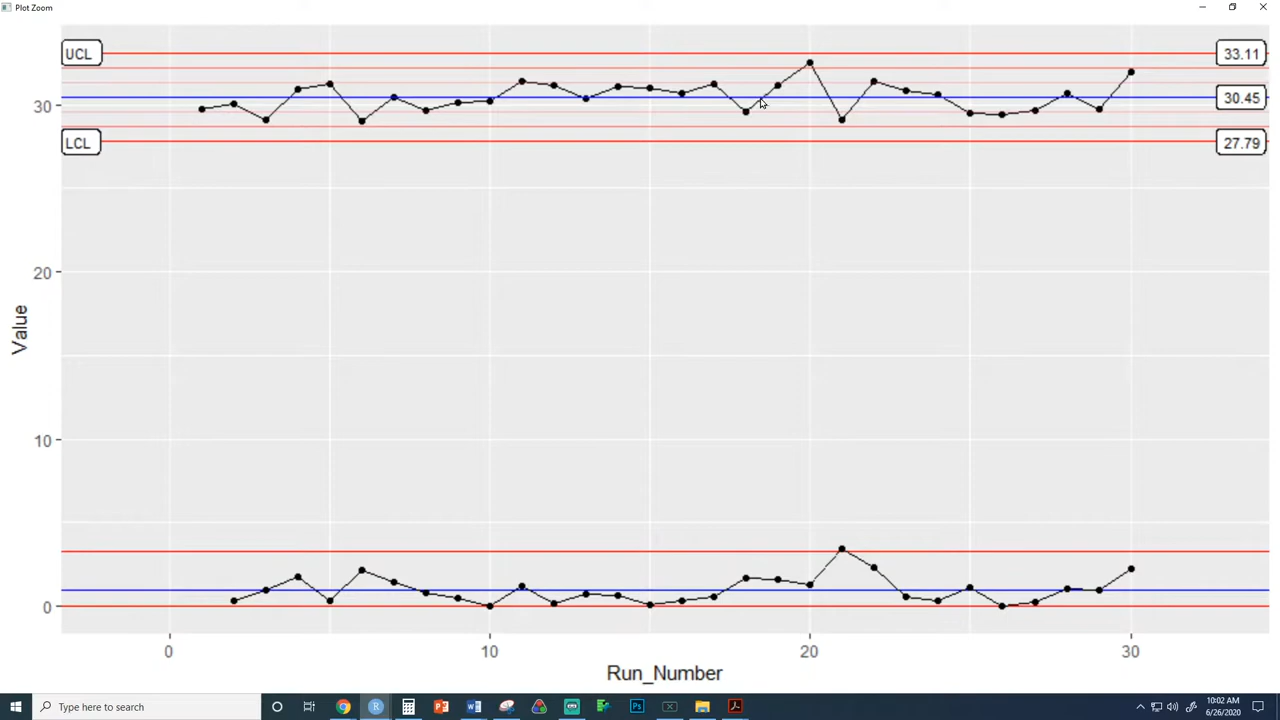 Plot Zoom
UCL
33.11
30
30.45
LCL
27.79
20
Value
10
0
0
10
20
30
Run_Number
Type here to search
10:02 AM
6/26/2020